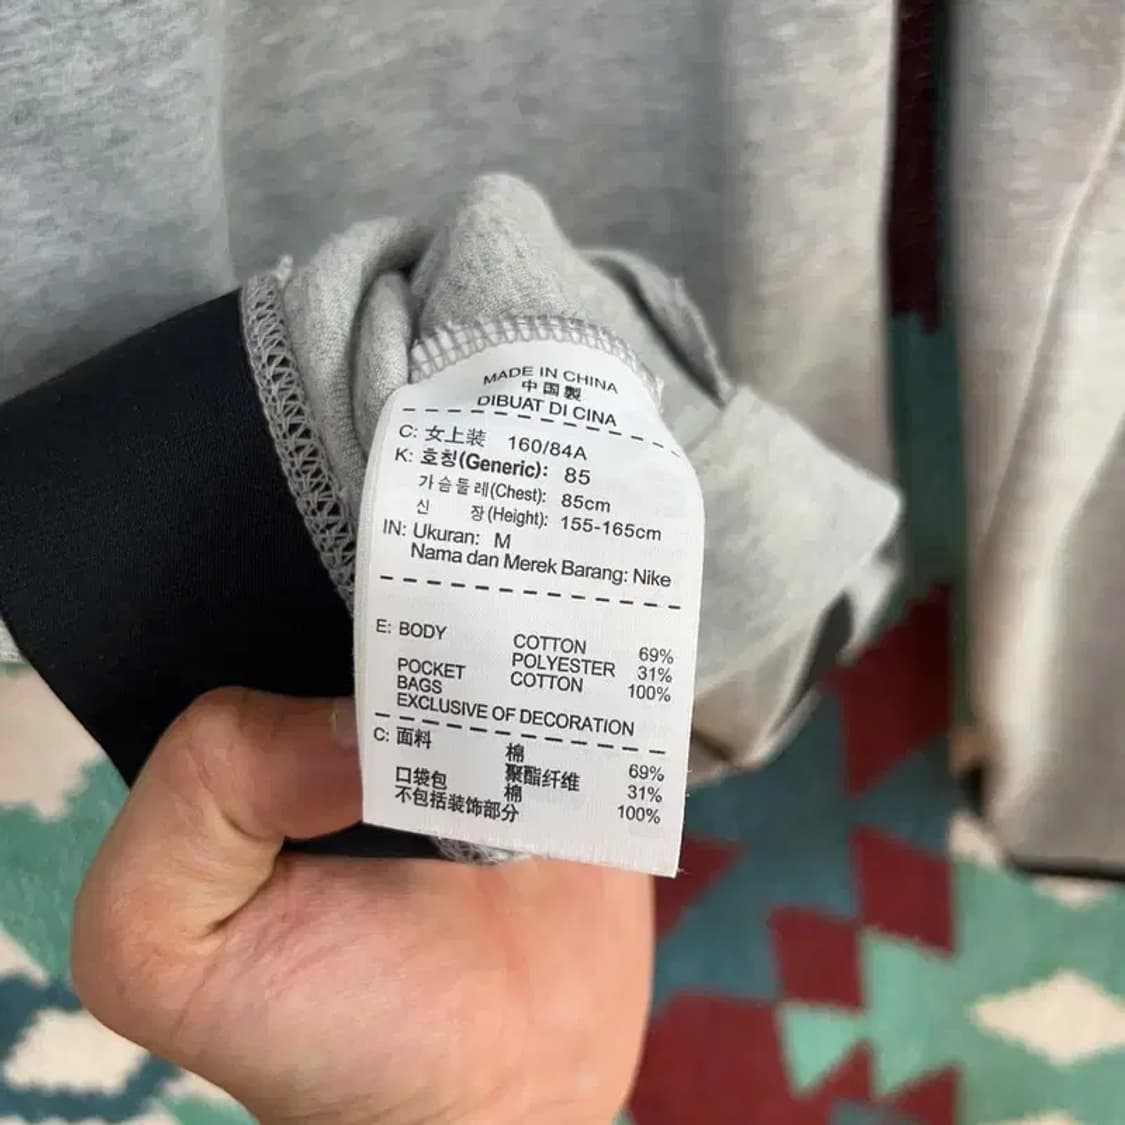 MADE IN CHINA
中国製
DIBUAT DI CINA
C: 女上装 160/84A
K: 호칭(Generic): 85
가슴둘레(Chest): 85cm
신 장(Height): 155-165cm
IN: Ukuran: M
Nama dan Merek Barang: Nike
E: BODY COTTON 69%
POLYESTER 31%
POCKET BAGS COTTON 100%
EXCLUSIVE OF DECORATION
C: 面料 棉 69%
聚酯纤维 31%
口袋包 棉 100%
不包括装饰部分